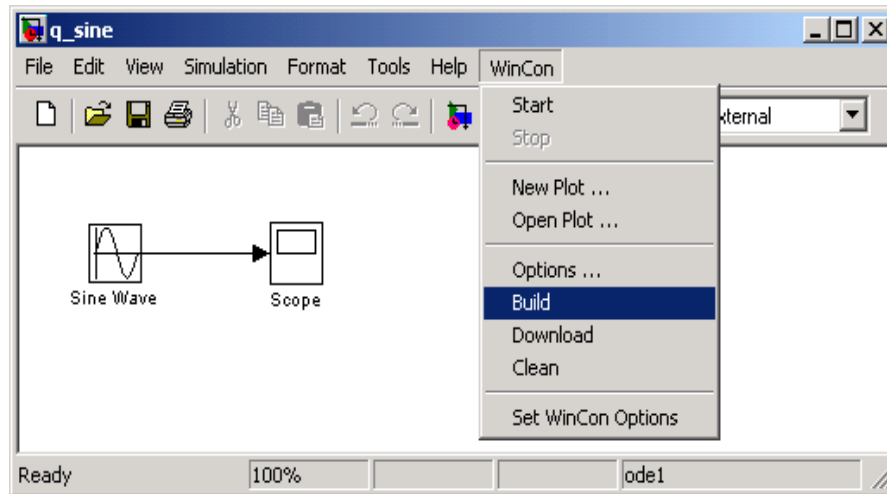 q_sine
File Edit View Simulation Format Tools Help WinCon
xternal
Start
Stop
New Plot ...
Open Plot ...
Options ...
Build
Download
Clean
Set WinCon Options
Sine Wave Scope
Ready 100% ode1